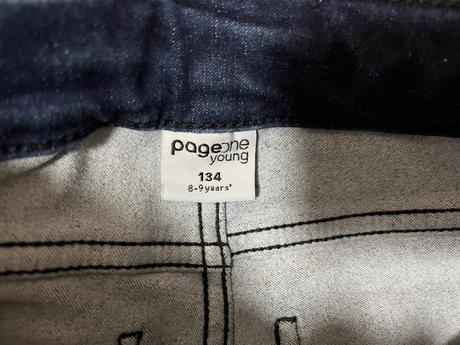 pageone
young
134
8-9years'